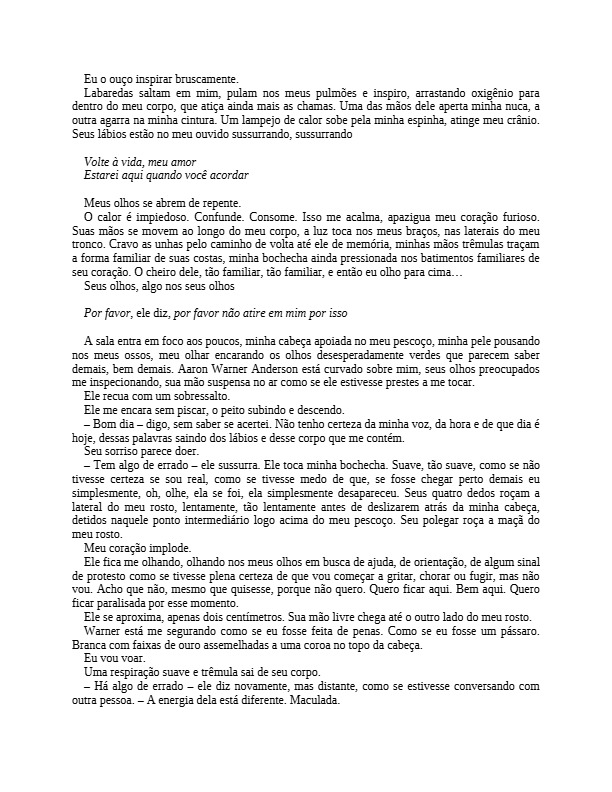 Eu o ouço inspirar bruscamente.
Labaredas saltam em mim, pulam nos meus pulmões e inspiro, arrastando oxigênio para
dentro do meu corpo, que atiça ainda mais as chamas. Uma das mãos dele aperta minha nuca, a
outra agarra na minha cintura. Um lampejo de calor sobe pela minha espinha, atinge meu crânio.
Seus lábios estão no meu ouvido sussurrando, sussurrando
Volte à vida, meu amor
Estarei aqui quando você acordar
Meus olhos se abrem de repente.
O calor é impiedoso. Confunde. Consome. Isso me acalma, apazigua meu coração furioso.
Suas mãos se movem ao longo do meu corpo, a luz toca nos meus braços, nas laterais do meu
tronco. Cravo as unhas pelo caminho de volta até ele de memória, minhas mãos trêmulas traçam
a forma familiar de suas costas, minha bochecha ainda pressionada nos batimentos familiares de
seu coração. O cheiro dele, tão familiar, tão familiar, e então eu olho para cima…
Seus olhos, algo nos seus olhos
Por favor, ele diz, por favor não atire em mim por isso
A sala entra em foco aos poucos, minha cabeça apoiada no meu pescoço, minha pele pousando
nos meus ossos, meu olhar encarando os olhos desesperadamente verdes que parecem saber
demais, bem demais. Aaron Warner Anderson está curvado sobre mim, seus olhos preocupados
me inspecionando, sua mão suspensa no ar como se ele estivesse prestes a me tocar.
Ele recua com um sobressalto.
Ele me encara sem piscar, o peito subindo e descendo.
– Bom dia – digo, sem saber se acertei. Não tenho certeza da minha voz, da hora e de que dia é
hoje, dessas palavras saindo dos lábios e desse corpo que me contém.
Seu sorriso parece doer.
– Tem algo de errado – ele sussurra. Ele toca minha bochecha. Suave, tão suave, como se não
tivesse certeza se sou real, como se tivesse medo de que, se fosse chegar perto demais eu
simplesmente, oh, olhe, ela se foi, ela simplesmente desapareceu. Seus quatro dedos roçam a
lateral do meu rosto, lentamente, tão lentamente antes de deslizarem atrás da minha cabeça,
detidos naquele ponto intermediário logo acima do meu pescoço. Seu polegar roça a maçã do
meu rosto.
Meu coração implode.
Ele fica me olhando, olhando nos meus olhos em busca de ajuda, de orientação, de algum sinal
de protesto como se tivesse plena certeza de que vou começar a gritar, chorar ou fugir, mas não
vou. Acho que não, mesmo que quisesse, porque não quero. Quero ficar aqui. Bem aqui. Quero
ficar paralisada por esse momento.
Ele se aproxima, apenas dois centímetros. Sua mão livre chega até o outro lado do meu rosto.
Warner está me segurando como se eu fosse feita de penas. Como se eu fosse um pássaro.
Branca com faixas de ouro assemelhadas a uma coroa no topo da cabeça.
Eu vou voar.
Uma respiração suave e trêmula sai de seu corpo.
– Há algo de errado – ele diz novamente, mas distante, como se estivesse conversando com
outra pessoa. – A energia dela está diferente. Maculada.